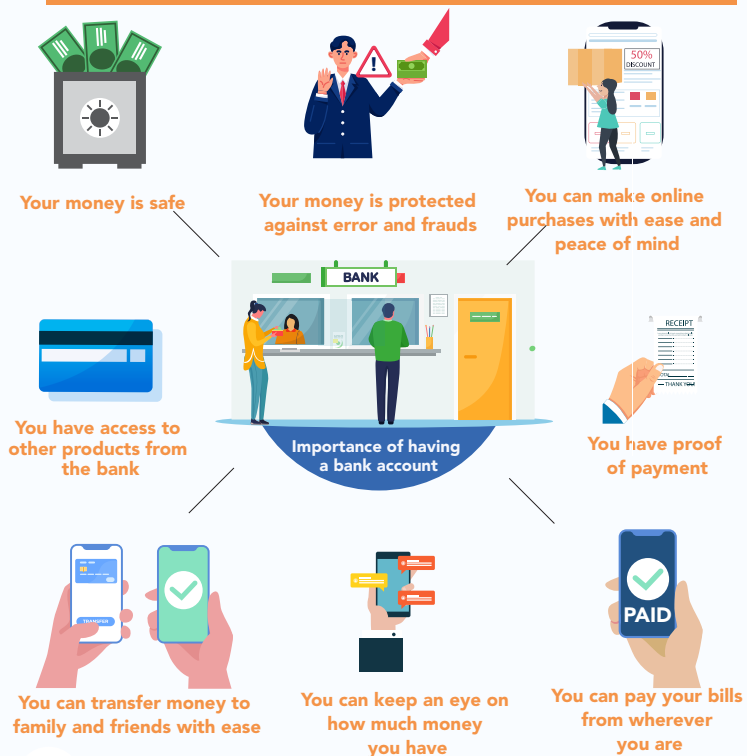 50%
DISCOUNT
Your money is safe
Your money is protected
against error and frauds
You can make online
purchases with ease and
peace of mind
BANK
RECEIPT
THANK YOU
You have access to
other products from
the bank
Importance of having
a bank account
You have proof
of payment
TRANSFER
PAID
You can transfer money to
family and friends with ease
You can keep an eye on
how much money
you have
You can pay your bills
from wherever
you are